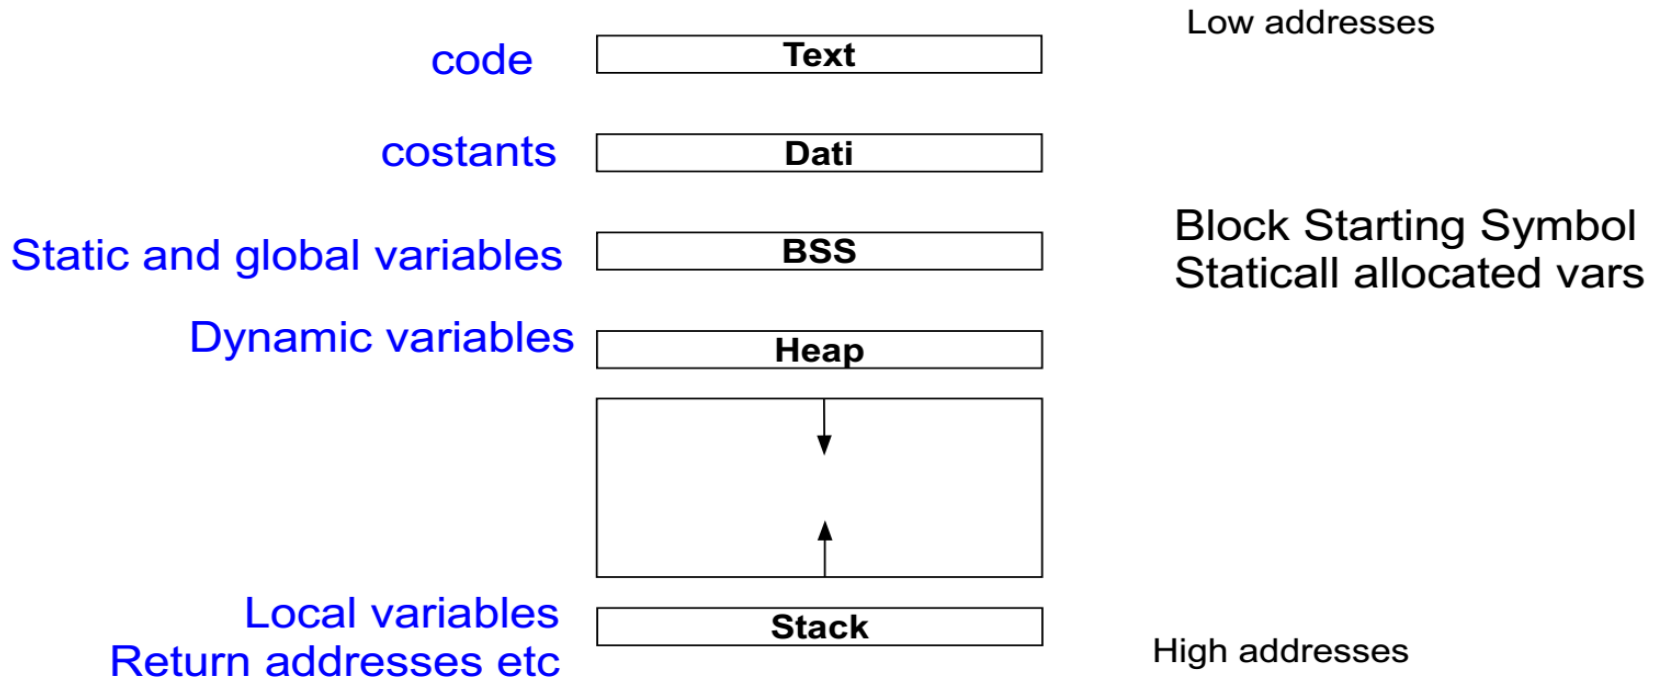 Low addresses
code
Text
costants
Dati
Static and global variables
BSS
Block Starting Symbol
Staticall allocated vars
Dynamic variables
Heap
Local variables
Return addresses etc
Stack
High addresses